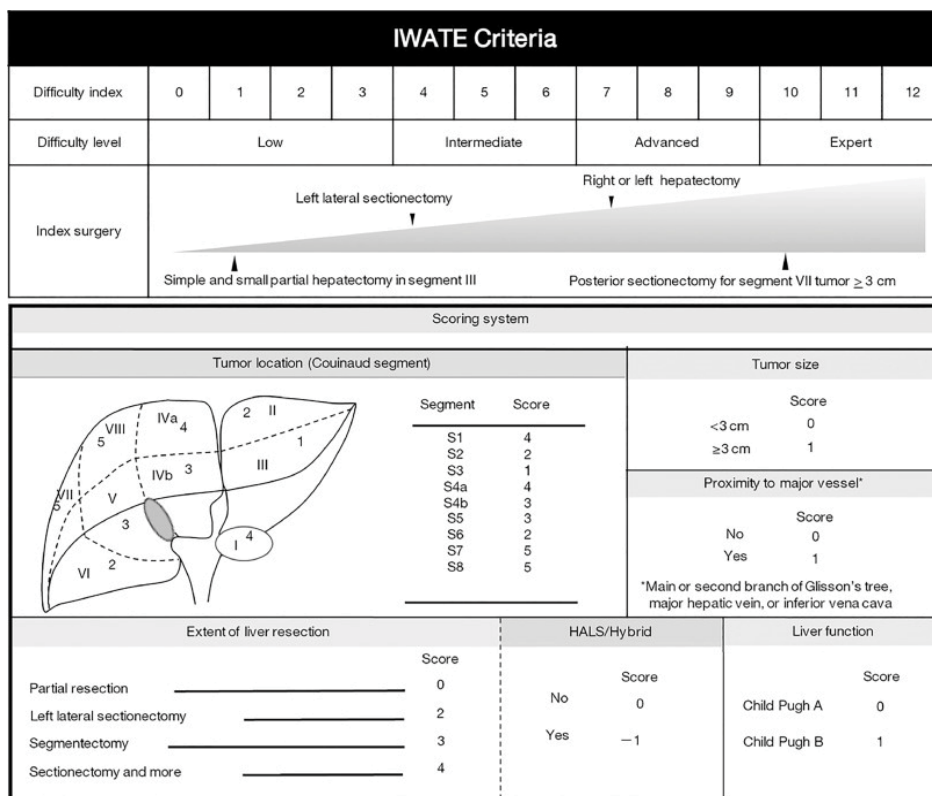 IWATE Criteria
Difficulty index 0 1 2 3 4 5 6 7 8 9 10 11 12
Difficulty level Low Intermediate Advanced Expert
Index surgery
Right or left hepatectomy
Left lateral sectionectomy
Simple and small partial hepatectomy in segment III
Posterior sectionectomy for segment VII tumor ≥ 3 cm
Scoring system
Tumor location (Couinaud segment)
VIII 5
IVa 4
2 II
1
III
IVb 3
VII 5
V
3
VI 2
I 4
Segment Score
S1 4
S2 2
S3 1
S4a 4
S4b 3
S5 3
S6 2
S7 5
S8 5
Tumor size
Score
<3 cm 0
≥3 cm 1
Proximity to major vessel*
Score
No 0
Yes 1
*Main or second branch of Glisson's tree,
major hepatic vein, or inferior vena cava
Extent of liver resection
Score
Partial resection 0
Left lateral sectionectomy 2
Segmentectomy 3
Sectionectomy and more 4
HALS/Hybrid
Score
No 0
Yes −1
Liver function
Score
Child Pugh A 0
Child Pugh B 1